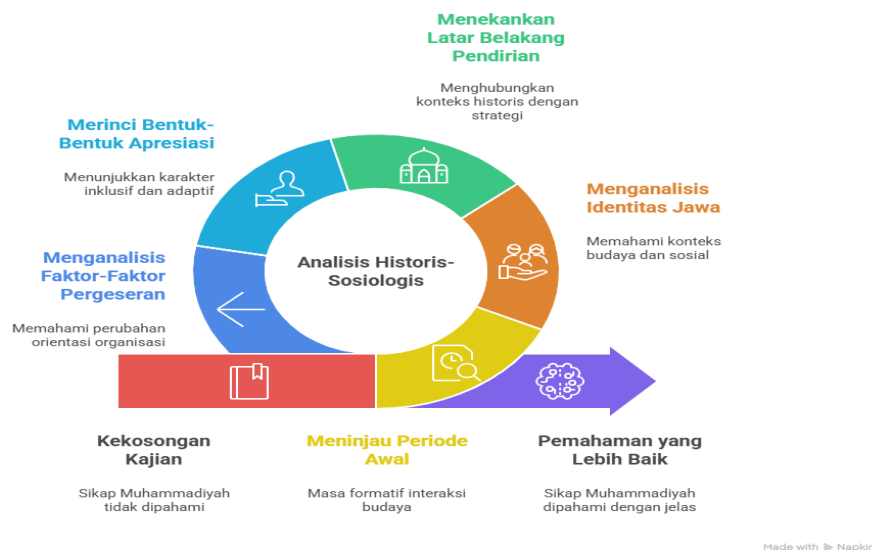 Menekankan
Latar Belakang
Pendirian
Menghubungkan
konteks historis dengan
strategi
Merinci Bentuk-
Bentuk Apresiasi
Menunjukkan karakter
inklusif dan adaptif
Menganalisis
Identitas Jawa
Memahami konteks
budaya dan sosial
Analisis Historis-
Sosiologis
Menganalisis
Faktor-Faktor
Pergeseran
Memahami perubahan
orientasi organisasi
Kekosongan
Kajian
Sikap Muhammadiyah
tidak dipahami
Meninjau Periode
Awal
Masa formatif interaksi
budaya
Pemahaman yang
Lebih Baik
Sikap Muhammadiyah
dipahami dengan jelas
Made with Napkin